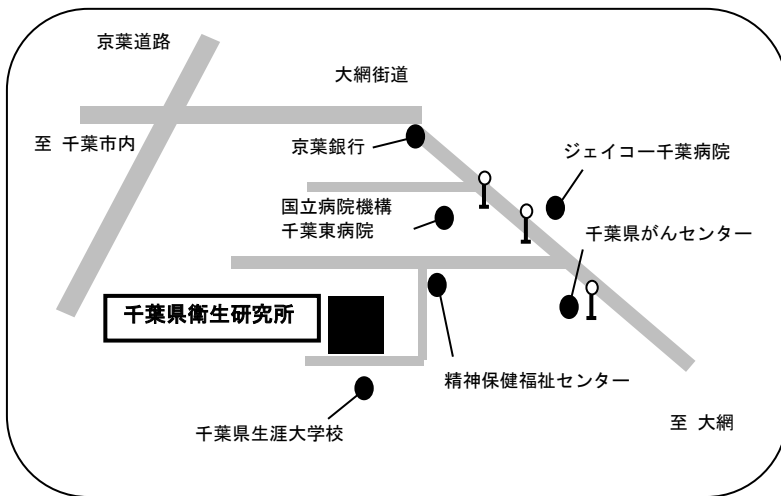 京葉道路
大網街道
至 千葉市内
京葉銀行
ジェイコー千葉病院
国立病院機構
千葉東病院
千葉県がんセンター
千葉県衛生研究所
精神保健福祉センター
至 大網
千葉県生涯大学校